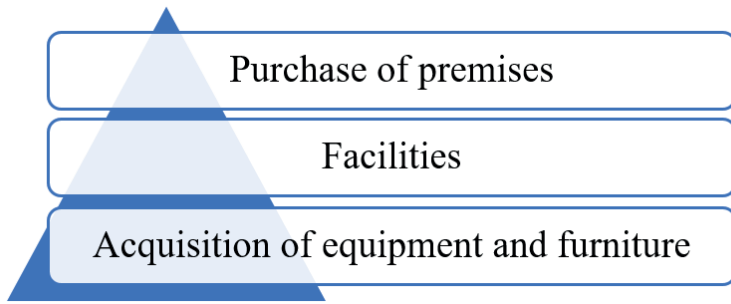 Purchase of premises
Facilities
Acquisition of equipment and furniture